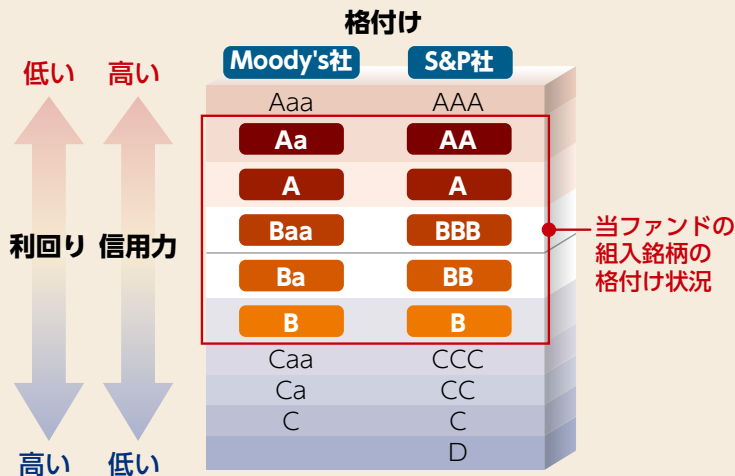 格付け
Moody's社 S&P社
低い 高い
Aaa AAA
Aa AA
A A
Baa BBB
利回り 信用力
Ba BB
B B
当ファンドの
組入銘柄の
格付け状況
Caa CCC
Ca CC
C C
D
高い 低い